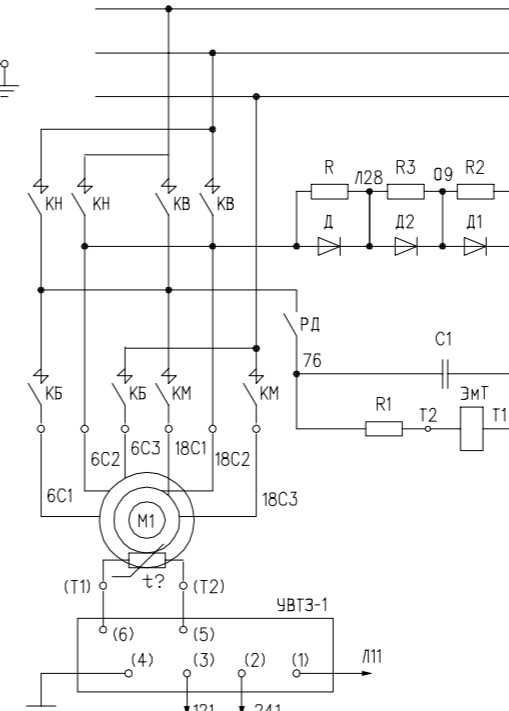 R Л28 R3 09 R2
КН КН КВ КВ Д Д2 Д1
РД
76 С1
КБ КБ КМ КМ R1 Т2 ЭмТ Т1
6С2 6С3 18С1 18С2
6С1 18С3
М1
(Т1) t? (Т2)
УВТЗ-1
(6) (5)
(4) (3) (2) (1) Л11
121 241